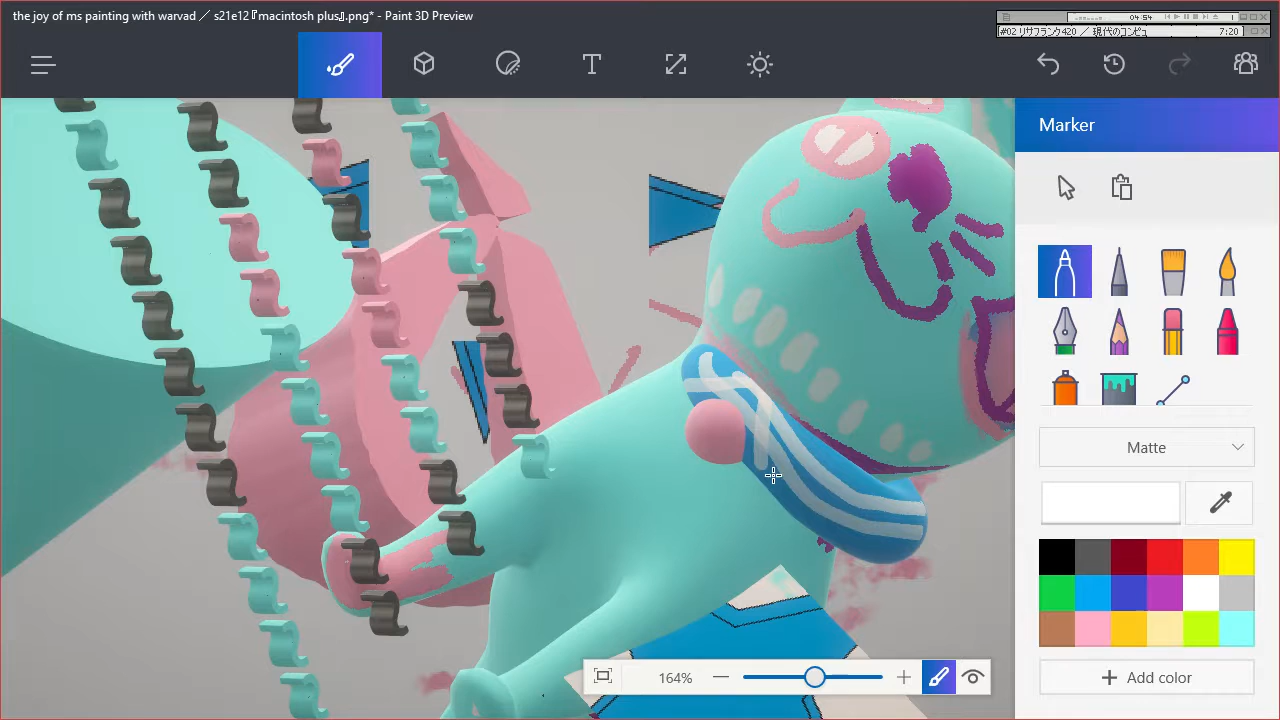 the joy of ms painting with warvad ／ s21e12『macintosh plus』.png* - Paint 3D Preview
04:54
[#02 リサフランク420 ／ 現代のコンピュ
7:20]
Marker
Matte
164%
Add color